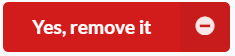 Yes, remove it